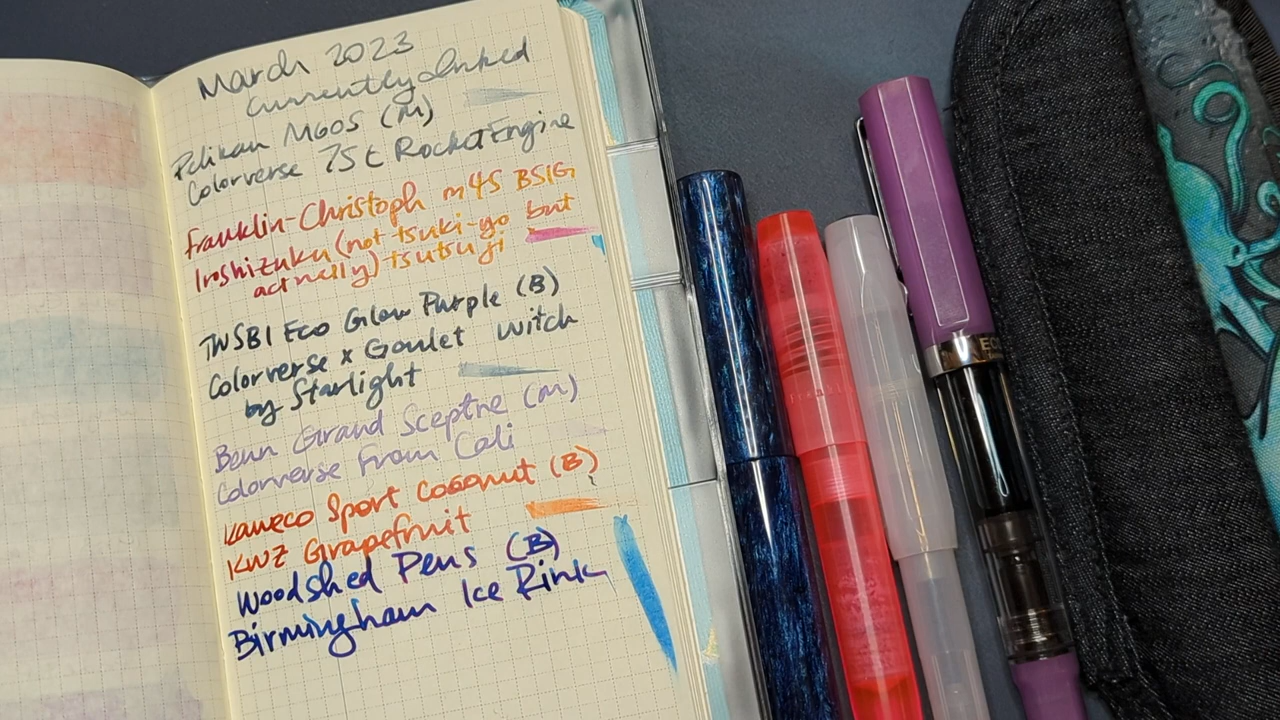 March 2023
Currently Inked
Pelikan M605 (M)
Colorverse 75t Rocket Engine
Franklin-Christoph m45 BSIG
Iroshizuku (not tsuki-yo but
actually) tsutsuji
TWSBI Eco Glow Purple (B)
Colorverse x Goulet Witch
by Starlight
Benu Grand Sceptre (M)
Colorverse From Cali
Kaweco Sport Coconut (B)
KWZ Grapefruit
Woodshed Pens (B)
Birmingham Ice Rink
ECO